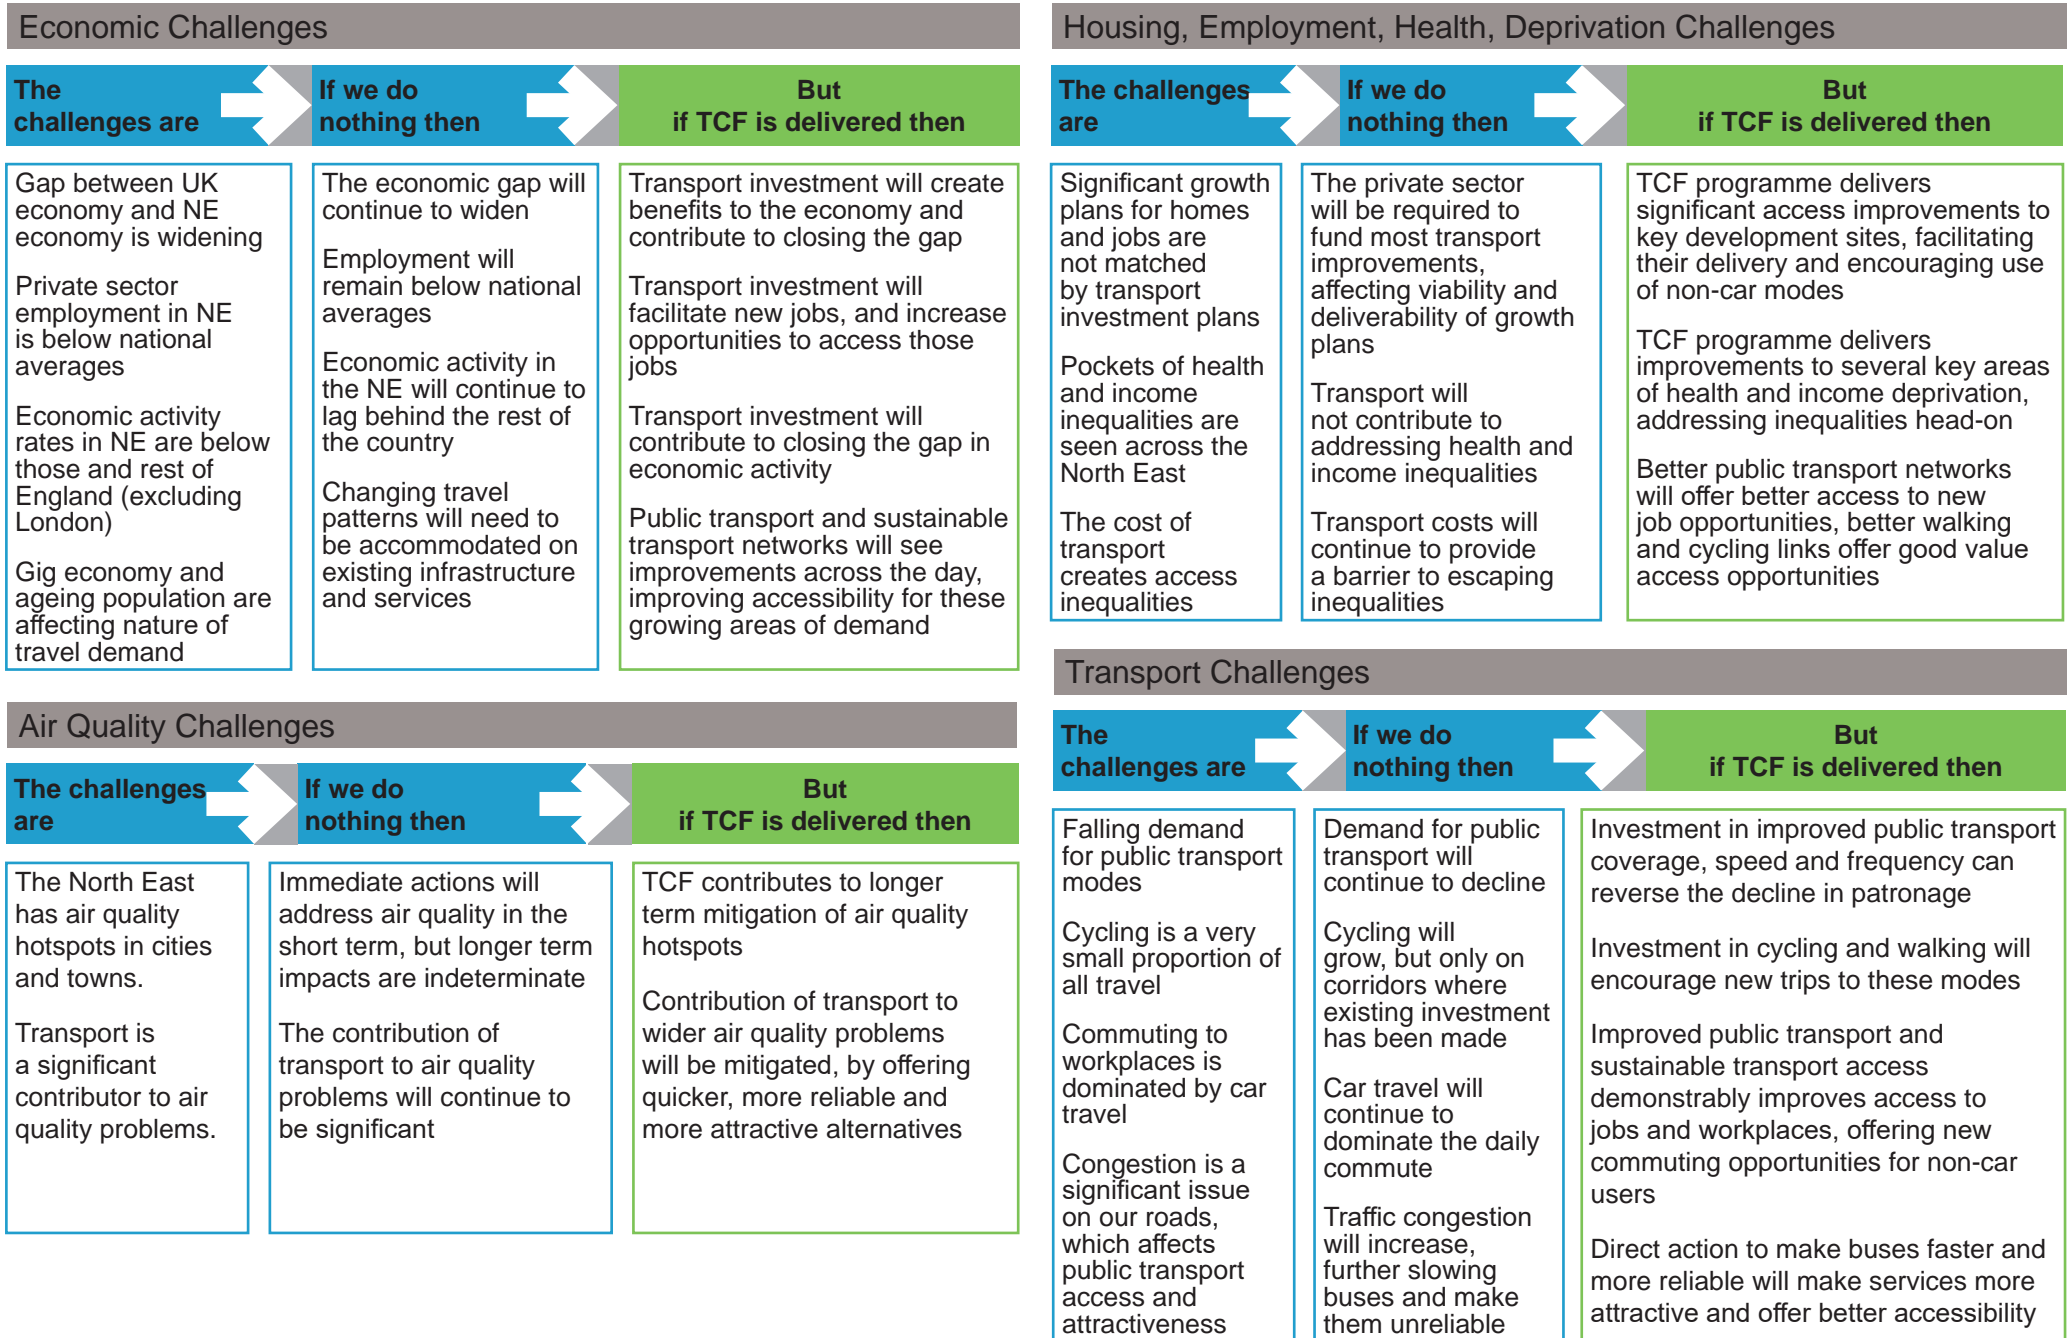 Economic Challenges
The
challenges are
If we do
nothing then
But
if TCF is delivered then
Gap between UK
economy and NE
economy is widening
Private sector
employment in NE
is below national
averages
Economic activity
rates in NE are below
those and rest of
England (excluding
London)
Gig economy and
ageing population are
affecting nature of
travel demand
The economic gap will
continue to widen
Employment will
remain below national
averages
Economic activity in
the NE will continue to
lag behind the rest of
the country
Changing travel
patterns will need to
be accommodated on
existing infrastructure
and services
Transport investment will create
benefits to the economy and
contribute to closing the gap
Transport investment will
facilitate new jobs, and increase
opportunities to access those
jobs
Transport investment will
contribute to closing the gap in
economic activity
Public transport and sustainable
transport networks will see
improvements across the day,
improving accessibility for these
growing areas of demand
Air Quality Challenges
The challenges
are
If we do
nothing then
But
if TCF is delivered then
The North East
has air quality
hotspots in cities
and towns.
Transport is
a significant
contributor to air
quality problems.
Immediate actions will
address air quality in the
short term, but longer term
impacts are indeterminate
The contribution of
transport to air quality
problems will continue to
be significant
TCF contributes to longer
term mitigation of air quality
hotspots
Contribution of transport to
wider air quality problems
will be mitigated, by offering
quicker, more reliable and
more attractive alternatives
Housing, Employment, Health, Deprivation Challenges
The challenges
are
If we do
nothing then
But
if TCF is delivered then
Significant growth
plans for homes
and jobs are
not matched
by transport
investment plans
Pockets of health
and income
inequalities are
seen across the
North East
The cost of
transport
creates access
inequalities
The private sector
will be required to
fund most transport
improvements,
affecting viability and
deliverability of growth
plans
Transport will
not contribute to
addressing health and
income inequalities
Transport costs will
continue to provide
a barrier to escaping
inequalities
TCF programme delivers
significant access improvements to
key development sites, facilitating
their delivery and encouraging use
of non-car modes
TCF programme delivers
improvements to several key areas
of health and income deprivation,
addressing inequalities head-on
Better public transport networks
will offer better access to new
job opportunities, better walking
and cycling links offer good value
access opportunities
Transport Challenges
The
challenges are
If we do
nothing then
But
if TCF is delivered then
Falling demand
for public transport
modes
Cycling is a very
small proportion of
all travel
Commuting to
workplaces is
dominated by car
travel
Congestion is a
significant issue
on our roads,
which affects
public transport
access and
attractiveness
Demand for public
transport will
continue to decline
Cycling will
grow, but only on
corridors where
existing investment
has been made
Car travel will
continue to
dominate the daily
commute
Traffic congestion
will increase,
further slowing
buses and make
them unreliable
Investment in improved public transport
coverage, speed and frequency can
reverse the decline in patronage
Investment in cycling and walking will
encourage new trips to these modes
Improved public transport and
sustainable transport access
demonstrably improves access to
jobs and workplaces, offering new
commuting opportunities for non-car
users
Direct action to make buses faster and
more reliable will make services more
attractive and offer better accessibility